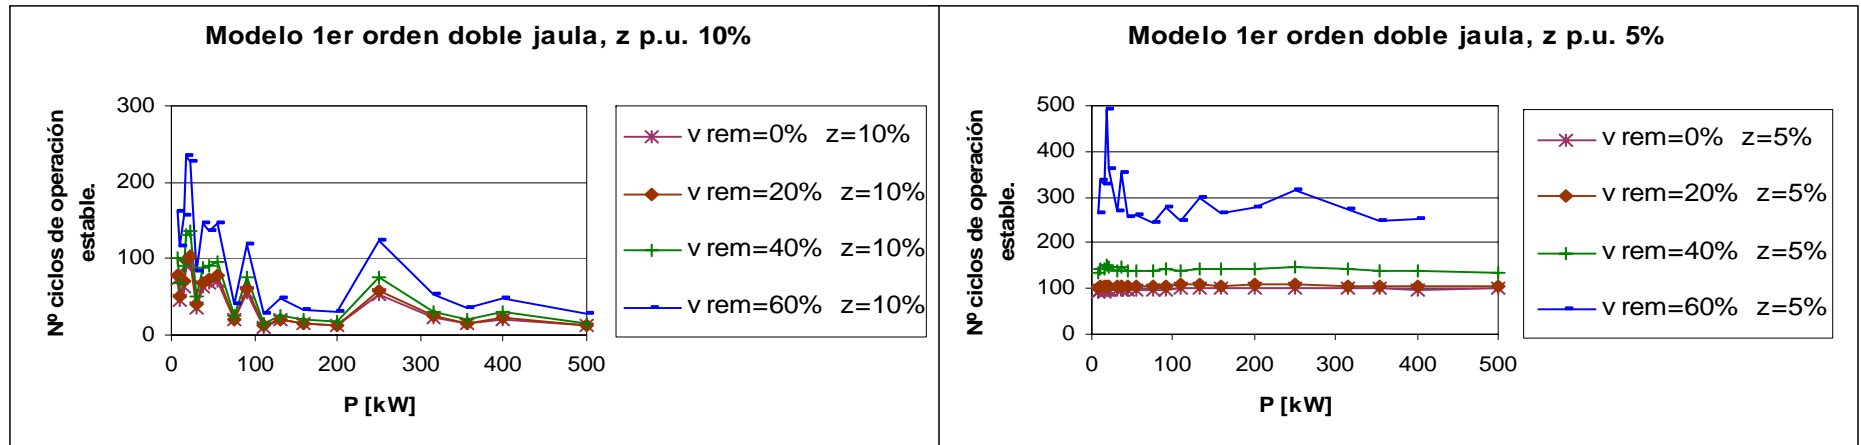 Modelo 1er orden doble jaula, z p.u. 10%
Nº ciclos de operación
estable.
300
200
100
0
0 100 200 300 400 500
P [kW]
v rem=0% z=10%
v rem=20% z=10%
v rem=40% z=10%
v rem=60% z=10%
Modelo 1er orden doble jaula, z p.u. 5%
Nº ciclos de operación
estable.
500
400
300
200
100
0
0 100 200 300 400 500
P [kW]
v rem=0% z=5%
v rem=20% z=5%
v rem=40% z=5%
v rem=60% z=5%